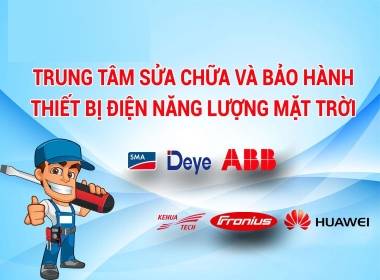 TRUNG TÂM SỬA CHỮA VÀ BẢO HÀNH
THIẾT BỊ ĐIỆN NĂNG LƯỢNG MẶT TRỜI
SMA Deye ABB
KEHUA TECH Fronius HUAWEI